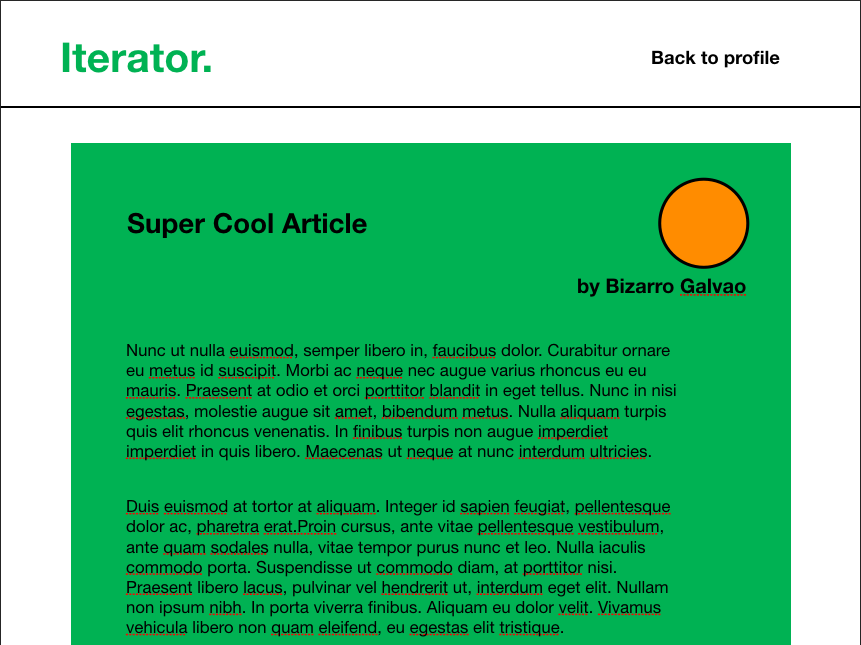 Iterator.
Back to profile
Super Cool Article
by Bizarro Galvao
Nunc ut nulla euismod, semper libero in, faucibus dolor. Curabitur ornare
eu metus id suscipit. Morbi ac neque nec augue varius rhoncus eu eu
mauris. Praesent at odio et orci porttitor blandit in eget tellus. Nunc in nisi
egestas, molestie augue sit amet, bibendum metus. Nulla aliquam turpis
quis elit rhoncus venenatis. In finibus turpis non augue imperdiet
imperdiet in quis libero. Maecenas ut neque at nunc interdum ultricies.
Duis euismod at tortor at aliquam. Integer id sapien feugiat, pellentesque
dolor ac, pharetra erat.Proin cursus, ante vitae pellentesque vestibulum,
ante quam sodales nulla, vitae tempor purus nunc et leo. Nulla iaculis
commodo porta. Suspendisse ut commodo diam, at porttitor nisi.
Praesent libero lacus, pulvinar vel hendrerit ut, interdum eget elit. Nullam
non ipsum nibh. In porta viverra finibus. Aliquam eu dolor velit. Vivamus
vehicula libero non quam eleifend, eu egestas elit tristique.